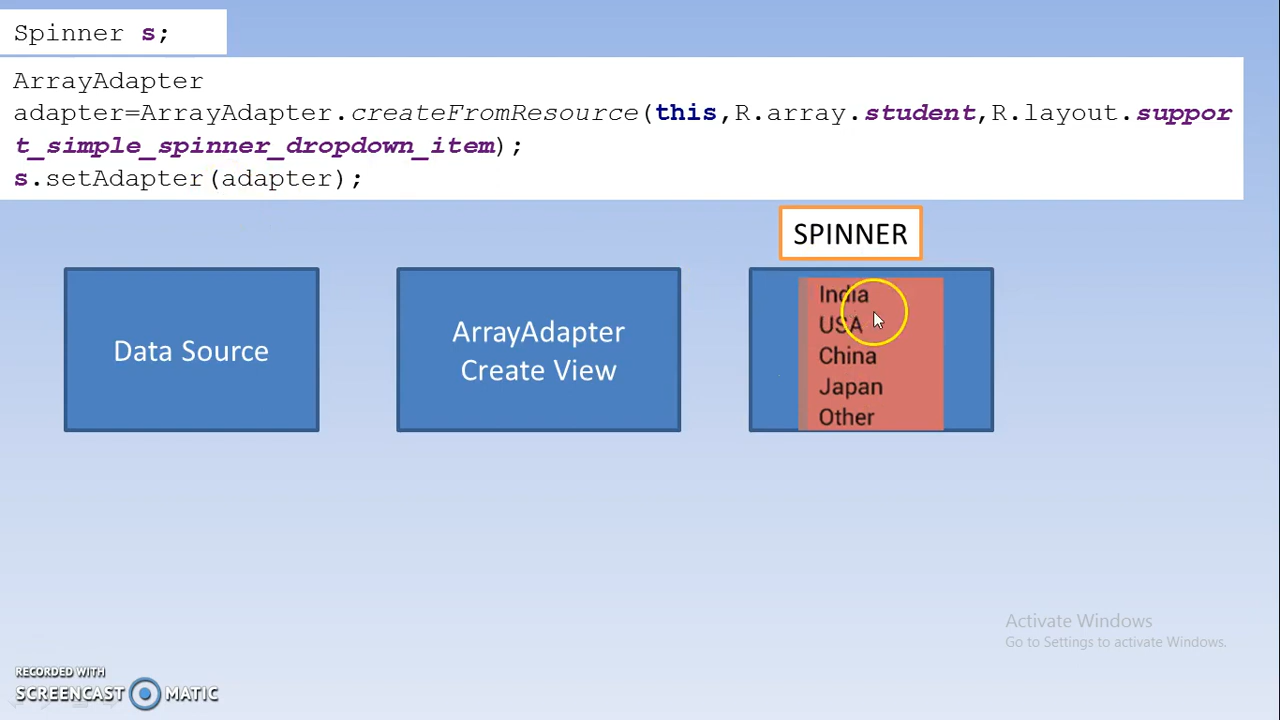 Spinner s;
ArrayAdapter
adapter=ArrayAdapter.createFromResource(this,R.array.student,R.layout.suppor
t_simple_spinner_dropdown_item);
s.setAdapter(adapter);
SPINNER
Data Source
ArrayAdapter
Create View
India
USA
China
Japan
Other
Activate Windows
Go to Settings to activate Windows.
RECORDED WITH
SCREENCAST MATIC